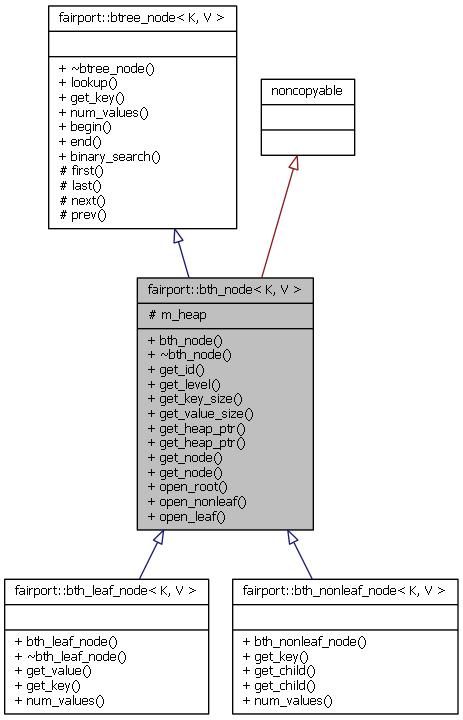 fairport::btree_node< K, V >
+ ~btree_node()
+ lookup()
+ get_key()
+ num_values()
+ begin()
+ end()
+ binary_search()
# first()
# last()
# next()
# prev()
noncopyable
fairport::bth_node< K, V >
# m_heap
+ bth_node()
+ ~bth_node()
+ get_id()
+ get_level()
+ get_key_size()
+ get_value_size()
+ get_heap_ptr()
+ get_heap_ptr()
+ get_node()
+ get_node()
+ open_root()
+ open_nonleaf()
+ open_leaf()
fairport::bth_leaf_node< K, V >
+ bth_leaf_node()
+ ~bth_leaf_node()
+ get_value()
+ get_key()
+ num_values()
fairport::bth_nonleaf_node< K, V >
+ bth_nonleaf_node()
+ get_key()
+ get_child()
+ get_child()
+ num_values()